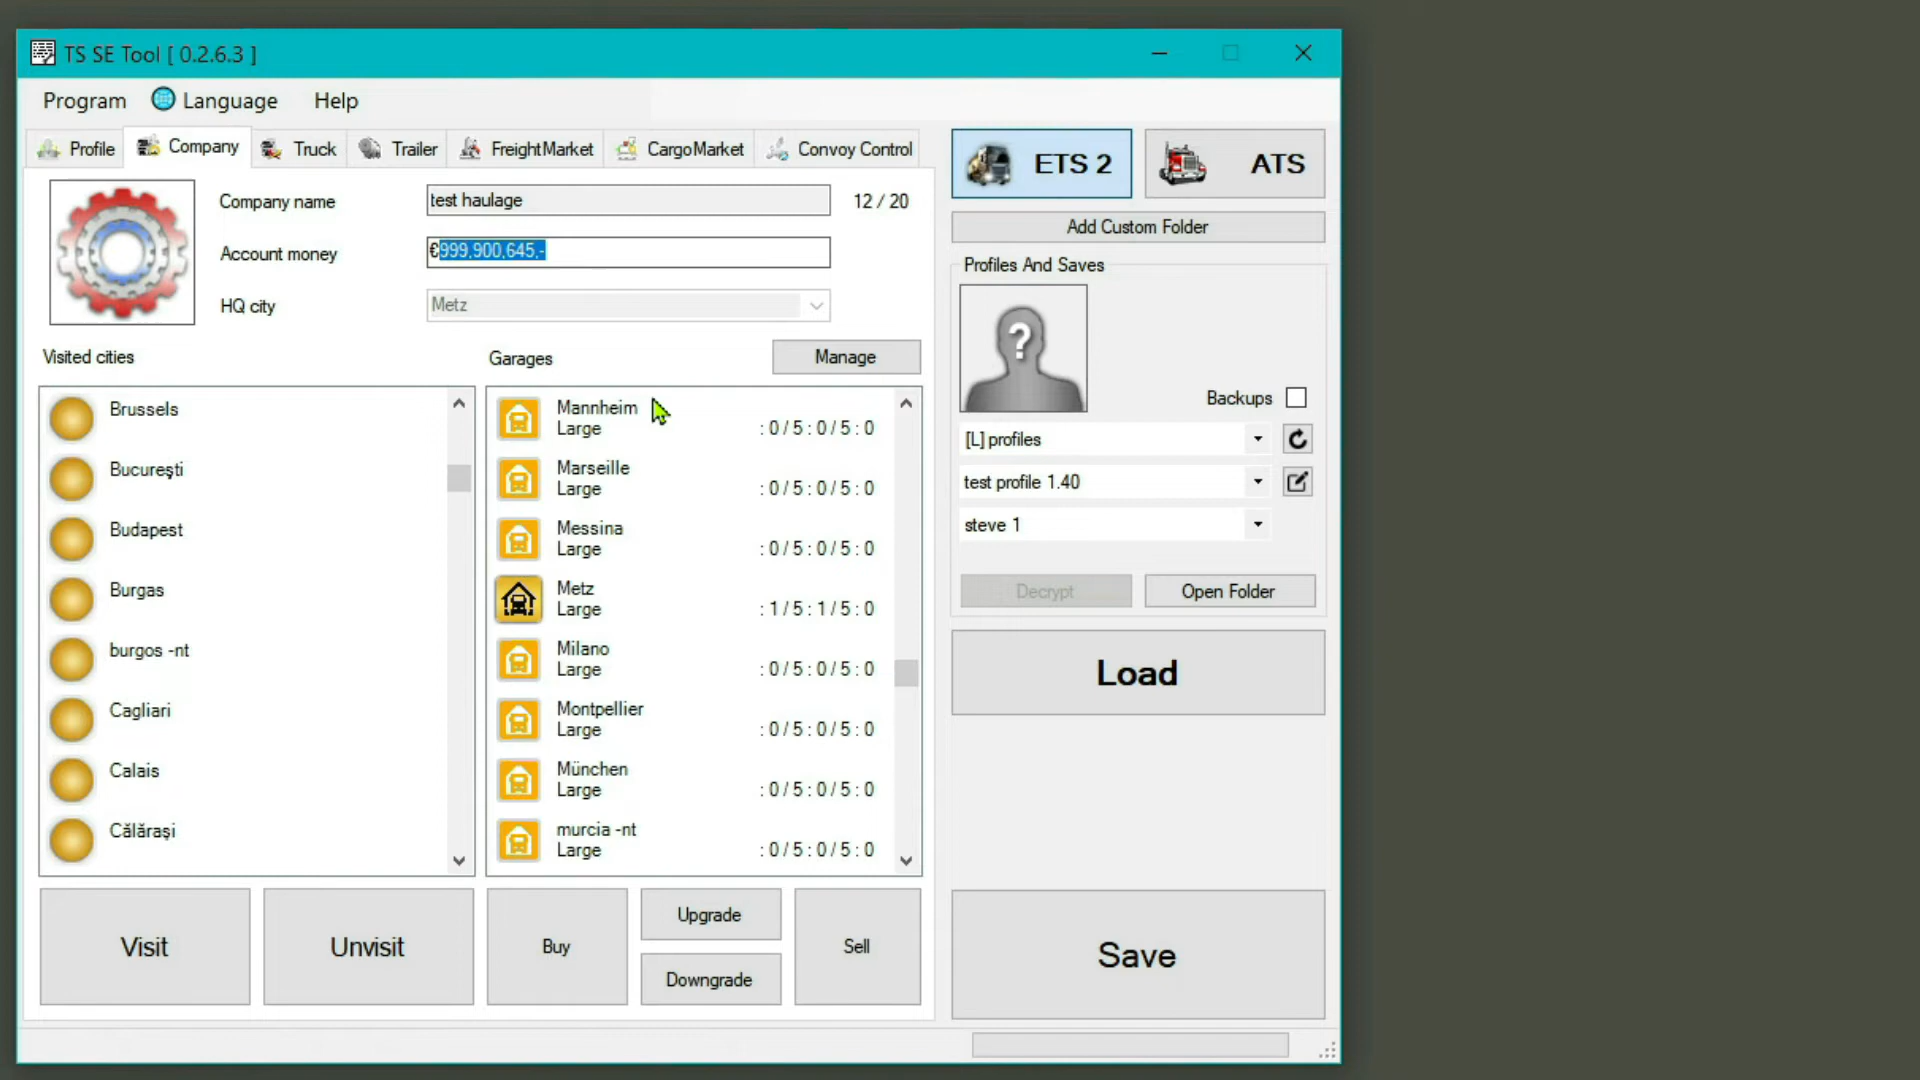 TS SE Tool [ 0.2.6.3 ]
Program Language Help
Profile Company Truck Trailer FreightMarket CargoMarket Convoy Control
ETS 2 ATS
Company name test haulage 12 / 20
Account money €999,900,645,-
HQ city Metz
Add Custom Folder
Profiles And Saves
Backups
[L] profiles
test profile 1.40
steve 1
Decrypt Open Folder
Load
Save
Visited cities
Brussels
București
Budapest
Burgas
burgos -nt
Cagliari
Calais
Călărași
Visit Unvisit
Garages Manage
Mannheim
Large : 0 / 5 : 0 / 5 : 0
Marseille
Large : 0 / 5 : 0 / 5 : 0
Messina
Large : 0 / 5 : 0 / 5 : 0
Metz
Large : 1 / 5 : 1 / 5 : 0
Milano
Large : 0 / 5 : 0 / 5 : 0
Montpellier
Large : 0 / 5 : 0 / 5 : 0
München
Large : 0 / 5 : 0 / 5 : 0
murcia -nt
Large : 0 / 5 : 0 / 5 : 0
Buy
Upgrade
Downgrade
Sell